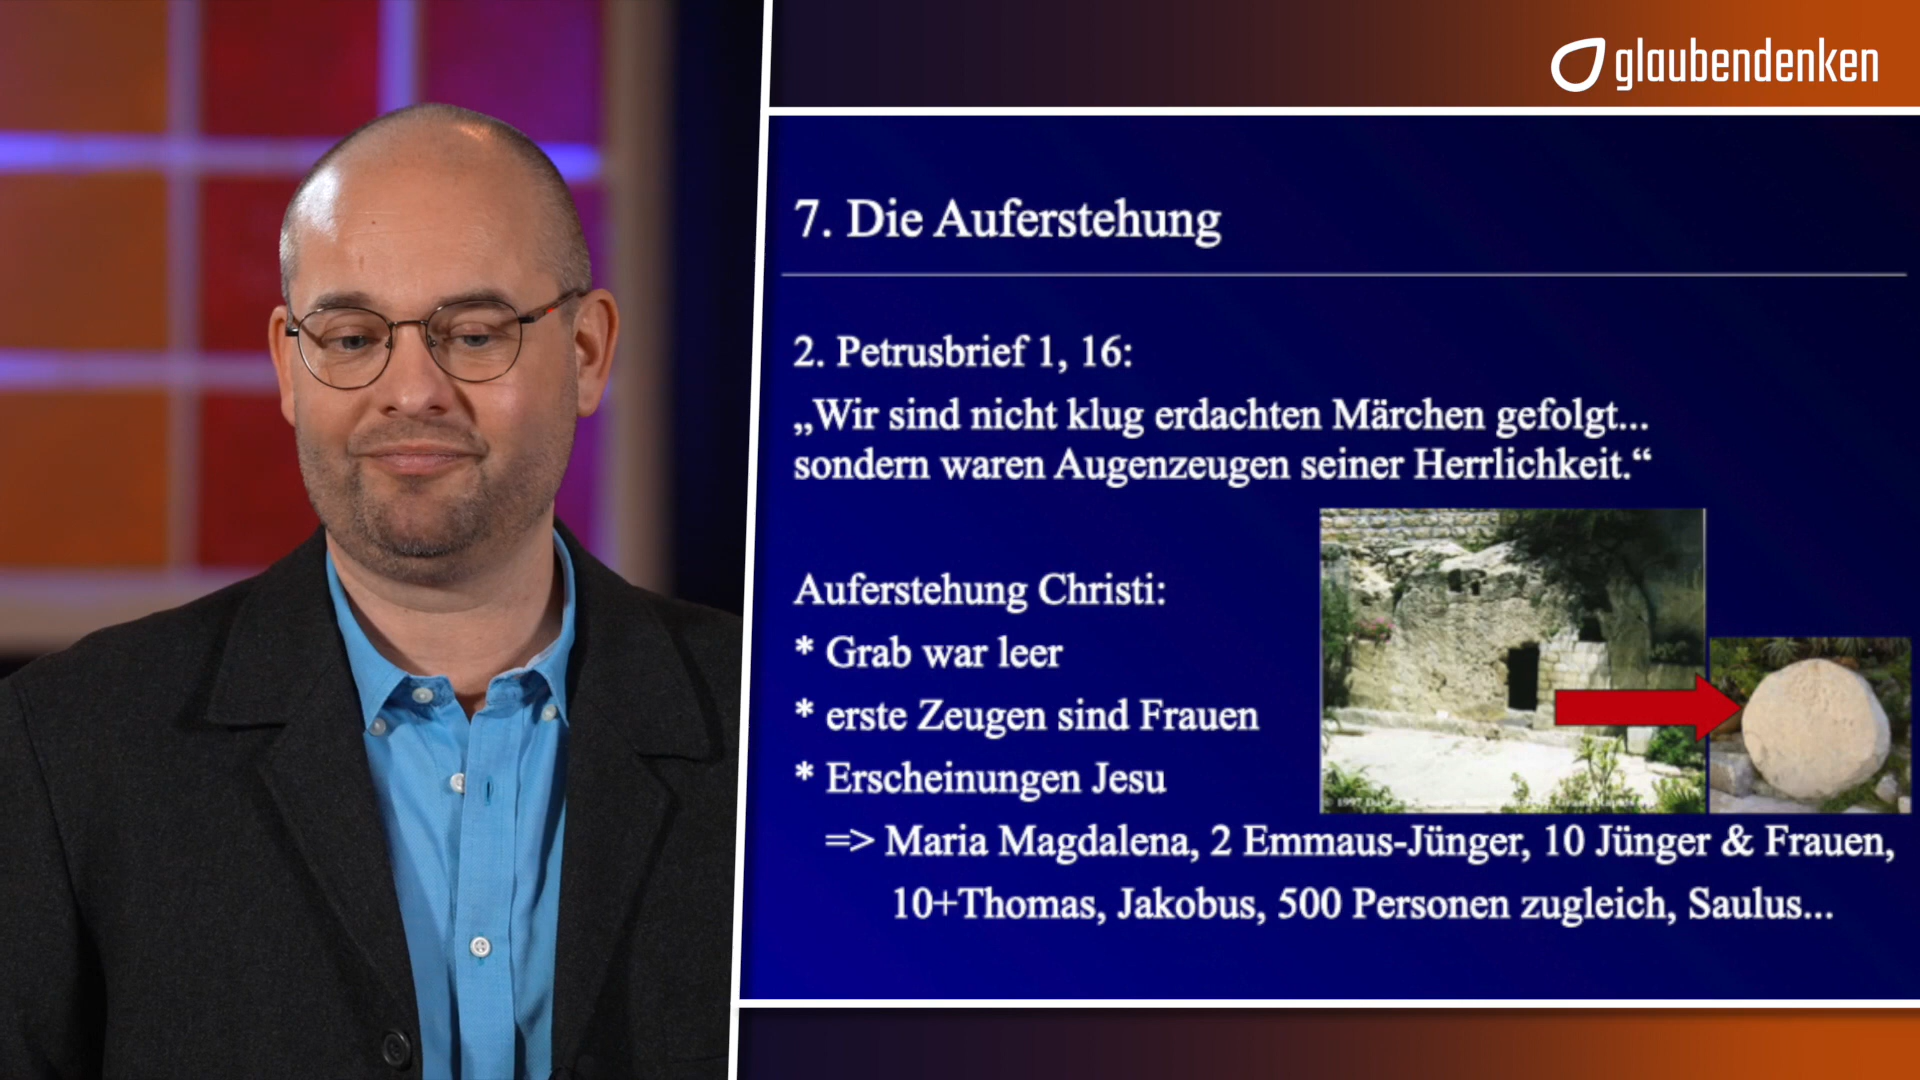 glaubendenken
7. Die Auferstehung
2. Petrusbrief 1, 16:
„Wir sind nicht klug erdachten Märchen gefolgt...
sondern waren Augenzeugen seiner Herrlichkeit.“
Auferstehung Christi:
* Grab war leer
* erste Zeugen sind Frauen
* Erscheinungen Jesu
© 1997
=> Maria Magdalena, 2 Emmaus-Jünger, 10 Jünger & Frauen,
10+Thomas, Jakobus, 500 Personen zugleich, Saulus...